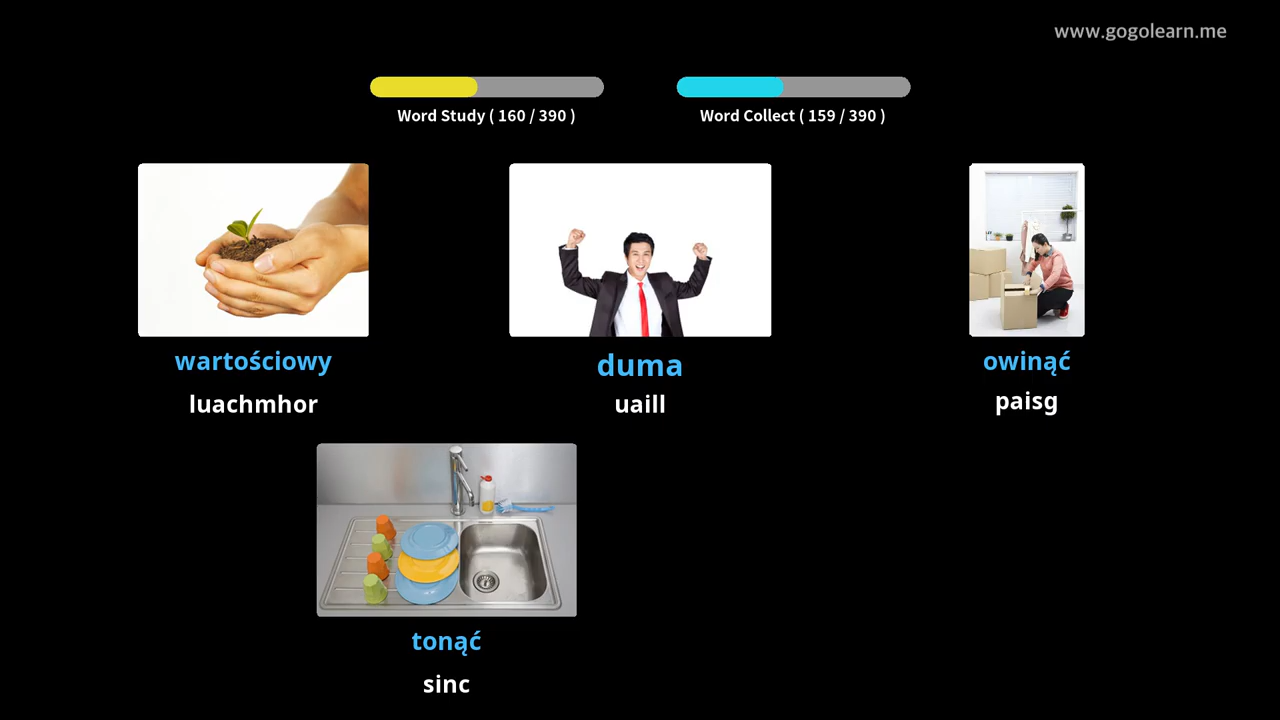 www.gogolearn.me
Word Study ( 160 / 390 )
Word Collect ( 159 / 390 )
wartościowy
luachmhor
duma
uaill
owinąć
paisg
tonąć
sinc